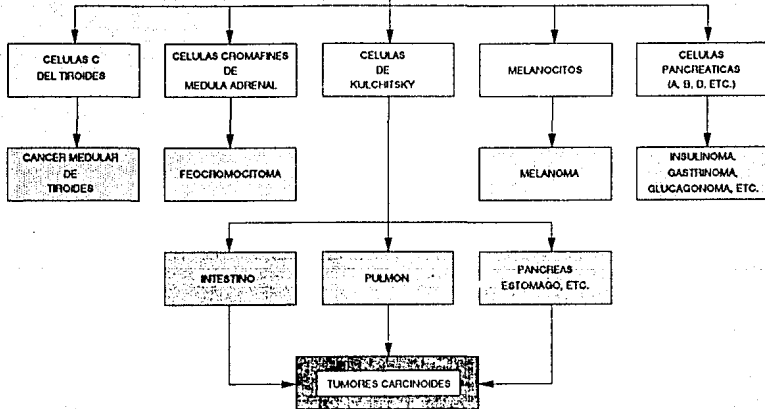 CELULAS C
DEL TIROIDES
CELULAS CROMAFINES
DE
MEDULA ADRENAL
CELULAS
DE
KULCHITSKY
MELANOCITOS
CELULAS
PANCREATICAS
(A, B, D, ETC.)
CANCER MEDULAR
DE
TIROIDES
FEOCROMOCITOMA
MELANOMA
INSULINOMA,
GASTRINOMA,
GLUCAGONOMA, ETC.
INTESTINO
PULMON
PANCREAS
ESTOMAGO, ETC.
TUMORES CARCINOIDES